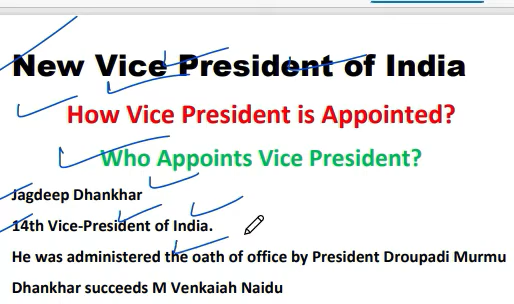 New Vice President of India
How Vice President is Appointed?
Who Appoints Vice President?
Jagdeep Dhankhar
14th Vice-President of India.
He was administered the oath of office by President Droupadi Murmu
Dhankhar succeeds M Venkaiah Naidu